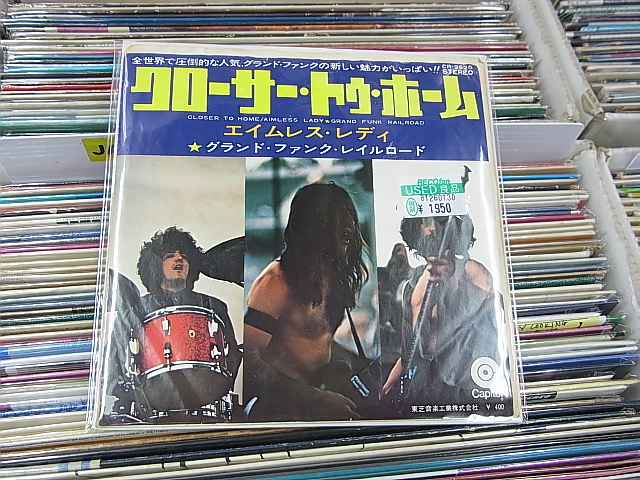 全世界で圧倒的な人気、グランド・ファンクの新しい魅力がいっぱい!!
STEREO
クローサー・トゥ・ホーム
CLOSER TO HOME/AIMLESS LADY★GRAND FUNK RAILROAD
エイムレス・レディ
★グランド・ファンク・レイルロード
USED 良品
¥ 1950
Capitol
東芝音楽工業株式会社 ¥ 400
COOKING
J